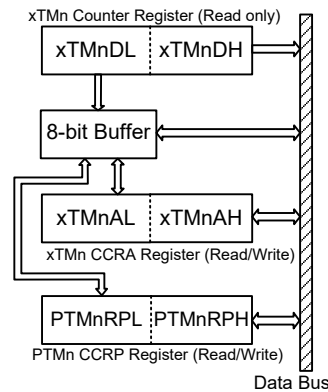 xTMn Counter Register (Read only)
xTMnDL xTMnDH
8-bit Buffer
xTMnAL xTMnAH
xTMn CCRA Register (Read/Write)
PTMnRPL PTMnRPH
PTMn CCRP Register (Read/Write)
Data Bus